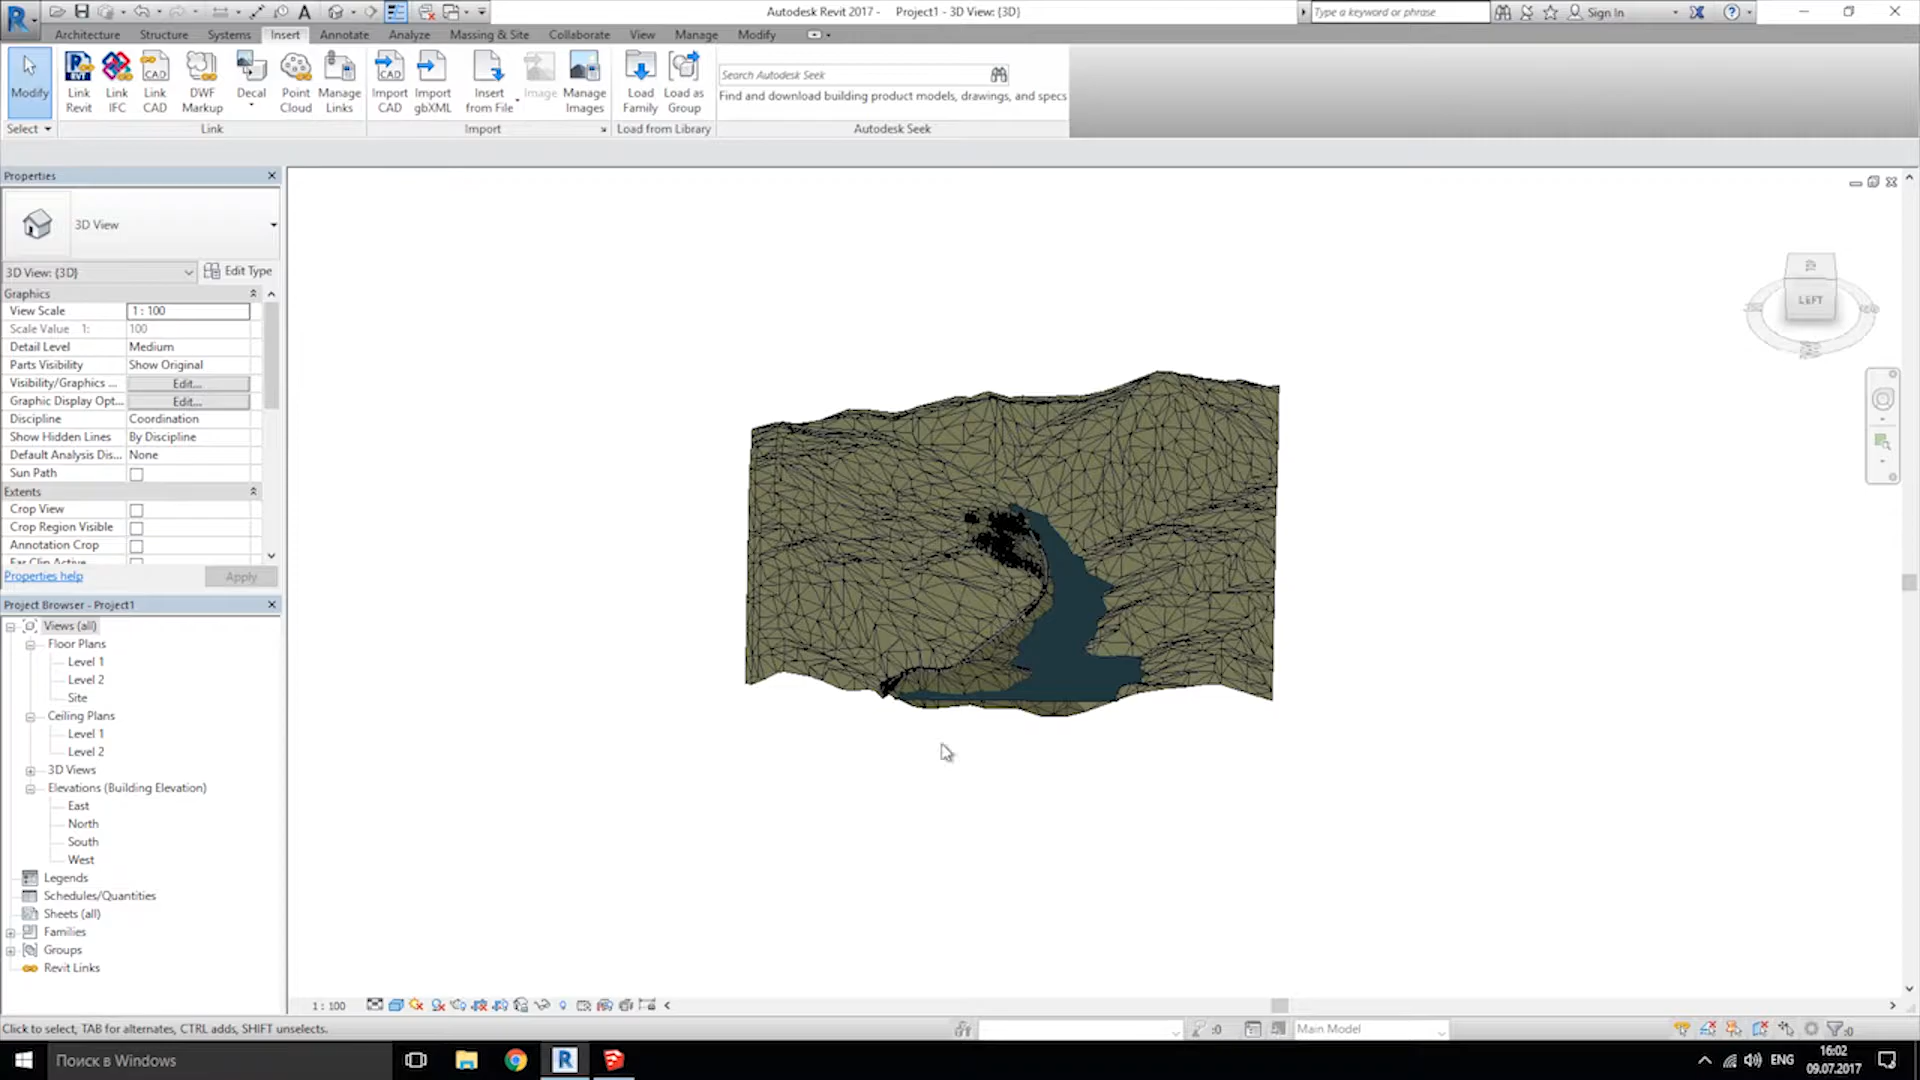 Autodesk Revit 2017 -     Project1 - 3D View: {3D}
Type a keyword or phrase
Sign In
Architecture Structure Systems Insert Annotate Analyze Massing & Site Collaborate View Manage Modify
Modify
Link Revit
Link IFC
Link CAD
DWF Markup
Decal
Point Cloud
Manage Links
Import CAD
Import gbXML
Insert from File
Image
Manage Images
Load Family
Load as Group
Search Autodesk Seek
Find and download building product models, drawings, and specs
Select
Link
Import
Load from Library
Autodesk Seek
Properties
3D View
3D View: {3D}
Edit Type
Graphics
View Scale 1 : 100
Scale Value 1: 100
Detail Level Medium
Parts Visibility Show Original
Visibility/Graphics ... Edit...
Graphic Display Opt... Edit...
Discipline Coordination
Show Hidden Lines By Discipline
Default Analysis Dis... None
Sun Path
Extents
Crop View
Crop Region Visible
Annotation Crop
Far Clip Active
Properties help
Apply
Project Browser - Project1
Views (all)
Floor Plans
Level 1
Level 2
Site
Ceiling Plans
Level 1
Level 2
3D Views
Elevations (Building Elevation)
East
North
South
West
Legends
Schedules/Quantities
Sheets (all)
Families
Groups
Revit Links
LEFT
1 : 100
Click to select, TAB for alternates, CTRL adds, SHIFT unselects.
:0
Main Model
:0
Поиск в Windows
ENG
16:02
09.07.2017